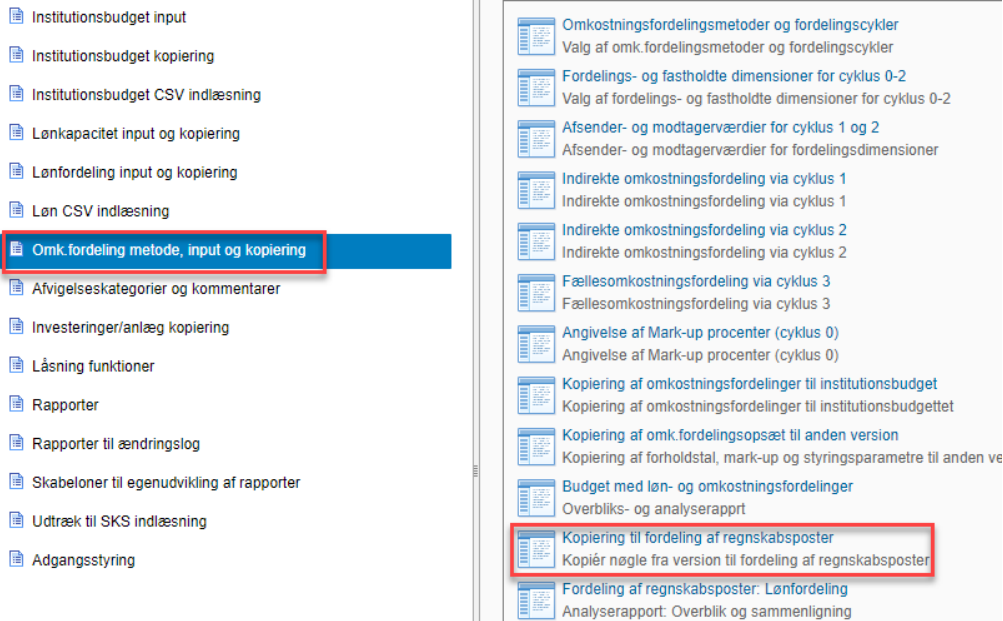 Institutionsbudget input
Institutionsbudget kopiering
Institutionsbudget CSV indlæsning
Lønkapacitet input og kopiering
Lønfordeling input og kopiering
Løn CSV indlæsning
Omk.fordeling metode, input og kopiering
Afvigelseskategorier og kommentarer
Investeringer/anlæg kopiering
Låsning funktioner
Rapporter
Rapporter til ændringslog
Skabeloner til egenudvikling af rapporter
Udtræk til SKS indlæsning
Adgangsstyring
Omkostningsfordelingsmetoder og fordelingscykler
Valg af omk.fordelingsmetoder og fordelingscykler
Fordelings- og fastholdte dimensioner for cyklus 0-2
Valg af fordelings- og fastholdte dimensioner for cyklus 0-2
Afsender- og modtagerværdier for cyklus 1 og 2
Afsender- og modtagerværdier for fordelingsdimensioner
Indirekte omkostningsfordeling via cyklus 1
Indirekte omkostningsfordeling via cyklus 1
Indirekte omkostningsfordeling via cyklus 2
Indirekte omkostningsfordeling via cyklus 2
Fællesomkostningsfordeling via cyklus 3
Fællesomkostningsfordeling via cyklus 3
Angivelse af Mark-up procenter (cyklus 0)
Angivelse af Mark-up procenter (cyklus 0)
Kopiering af omkostningsfordelinger til institutionsbudget
Kopiering af omkostningsfordelinger til institutionsbudgettet
Kopiering af omk.fordelingsopsæt til anden version
Kopiering af forholdstal, mark-up og styringsparametre til anden ve
Budget med løn- og omkostningsfordelinger
Overbliks- og analyserapprt
Kopiering til fordeling af regnskabsposter
Kopiér nøgle fra version til fordeling af regnskabsposter
Fordeling af regnskabsposter: Lønfordeling
Analyserapport: Overblik og sammenligning